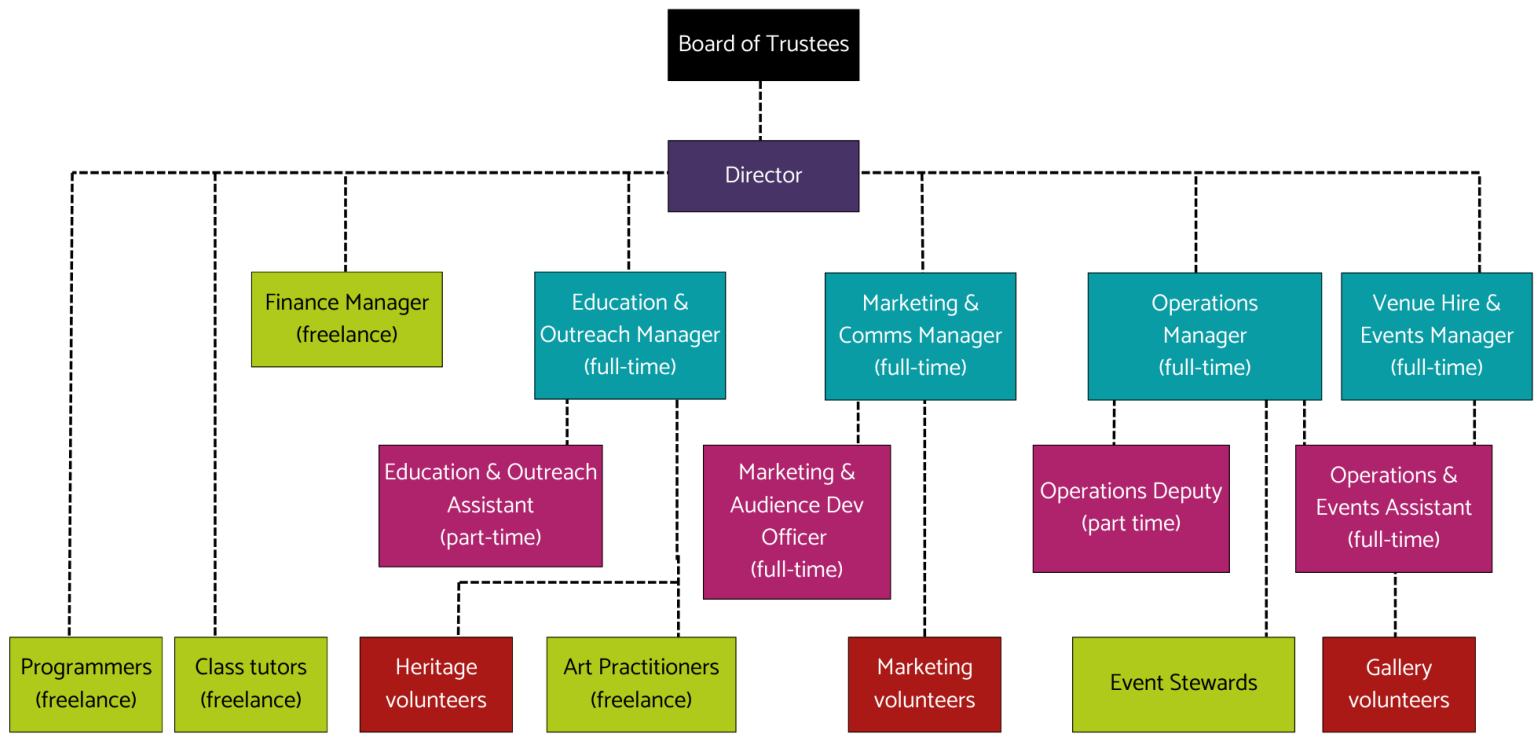 Board of Trustees
Director
Finance Manager
(freelance)
Education &
Outreach Manager
(full-time)
Marketing &
Comms Manager
(full-time)
Operations
Manager
(full-time)
Venue Hire &
Events Manager
(full-time)
Education & Outreach
Assistant
(part-time)
Marketing &
Audience Dev
Officer
(full-time)
Operations Deputy
(part time)
Operations &
Events Assistant
(full-time)
Programmers
(freelance)
Class tutors
(freelance)
Heritage
volunteers
Art Practitioners
(freelance)
Marketing
volunteers
Event Stewards
Gallery
volunteers